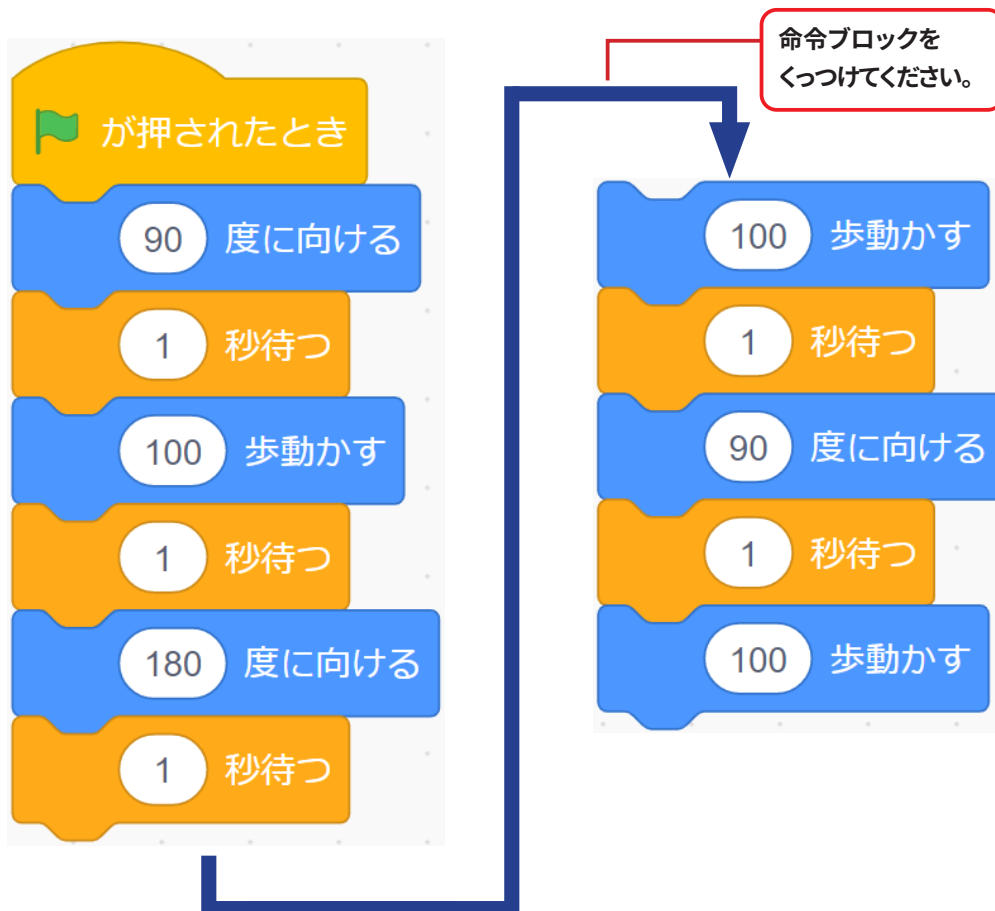 が押されたとき
90 度に向ける
1 秒待つ
100 歩動かす
1 秒待つ
180 度に向ける
1 秒待つ
命令ブロックを
くっつけてください。
100 歩動かす
1 秒待つ
90 度に向ける
1 秒待つ
100 歩動かす